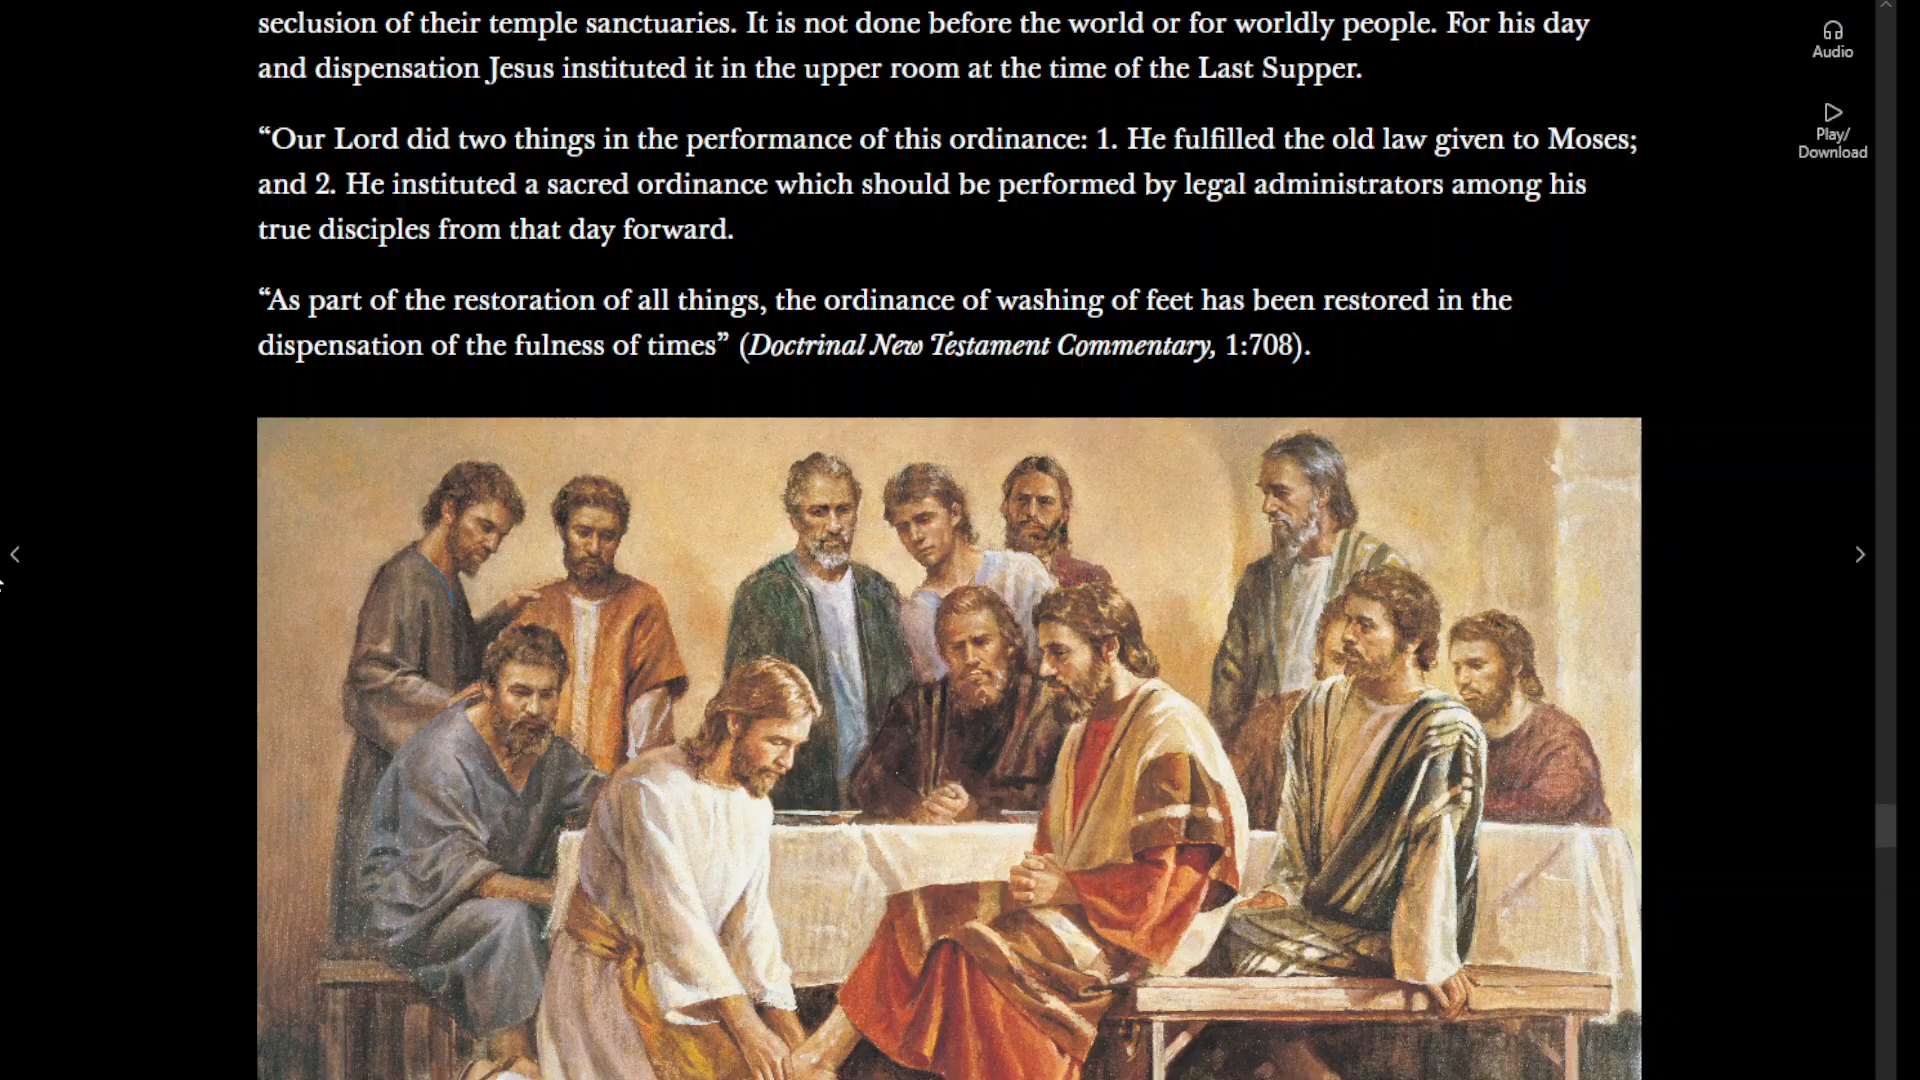 seclusion of their temple sanctuaries. It is not done before the world or for worldly people. For his day
and dispensation Jesus instituted it in the upper room at the time of the Last Supper.
“Our Lord did two things in the performance of this ordinance: 1. He fulfilled the old law given to Moses;
and 2. He instituted a sacred ordinance which should be performed by legal administrators among his
true disciples from that day forward.
“As part of the restoration of all things, the ordinance of washing of feet has been restored in the
dispensation of the fulness of times” (Doctrinal New Testament Commentary, 1:708).
Audio
Play/
Download